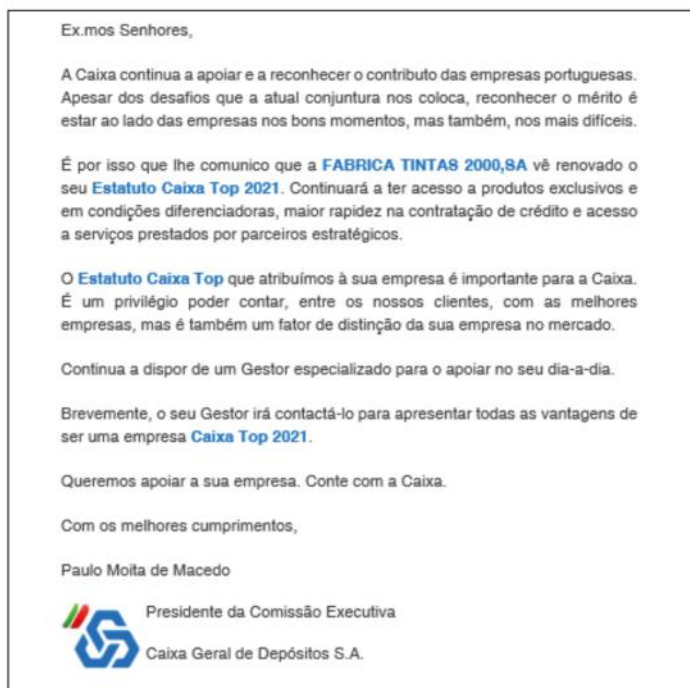 Ex.mos Senhores,
A Caixa continua a apoiar e a reconhecer o contributo das empresas portuguesas.
Apesar dos desafios que a atual conjuntura nos coloca, reconhecer o mérito é
estar ao lado das empresas nos bons momentos, mas também, nos mais difíceis.
É por isso que lhe comunico que a FABRICA TINTAS 2000,SA vê renovado o
seu Estatuto Caixa Top 2021. Continuará a ter acesso a produtos exclusivos e
em condições diferenciadoras, maior rapidez na contratação de crédito e acesso
a serviços prestados por parceiros estratégicos.
O Estatuto Caixa Top que atribuímos à sua empresa é importante para a Caixa.
É um privilégio poder contar, entre os nossos clientes, com as melhores
empresas, mas é também um fator de distinção da sua empresa no mercado.
Continua a dispor de um Gestor especializado para o apoiar no seu dia-a-dia.
Brevemente, o seu Gestor irá contactá-lo para apresentar todas as vantagens de
ser uma empresa Caixa Top 2021.
Queremos apoiar a sua empresa. Conte com a Caixa.
Com os melhores cumprimentos,
Paulo Moita de Macedo
Presidente da Comissão Executiva
Caixa Geral de Depósitos S.A.